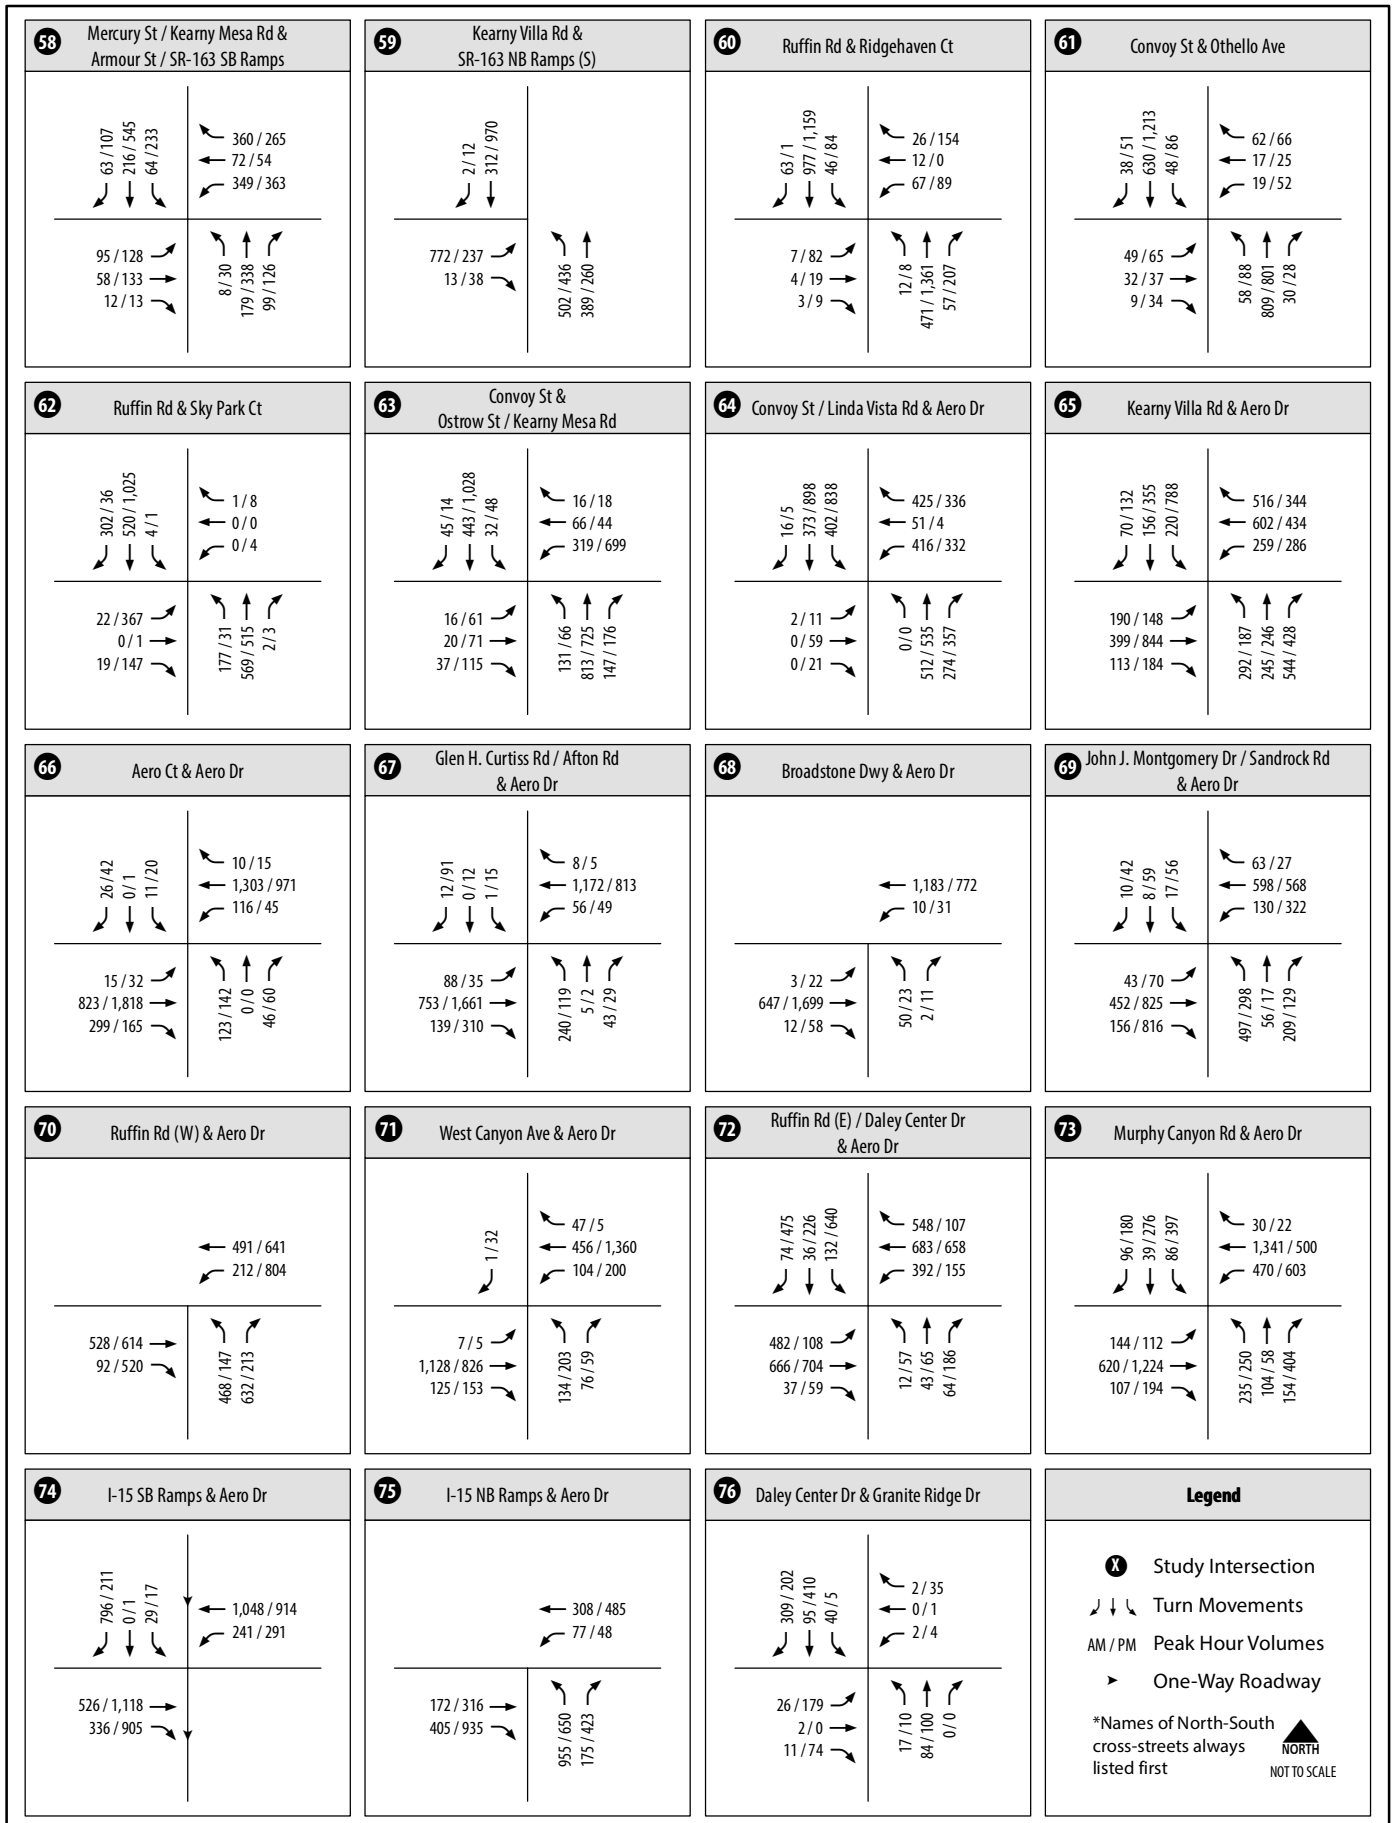 58
Mercury St / Kearny Mesa Rd &
Armour St / SR-163 SB Ramps
63 / 107
216 / 545
64 / 233
360 / 265
72 / 54
349 / 363
95 / 128
58 / 133
12 / 13
8 / 30
179 / 338
99 / 126
59
Kearny Villa Rd &
SR-163 NB Ramps (S)
2 / 12
312 / 970
772 / 237
13 / 38
502 / 436
389 / 260
60
Ruffin Rd & Ridgehaven Ct
63 / 1
977 / 1,159
46 / 84
26 / 154
12 / 0
67 / 89
7 / 82
4 / 19
3 / 9
12 / 8
471 / 1,361
57 / 207
61
Convoy St & Othello Ave
38 / 51
630 / 1,213
48 / 86
62 / 66
17 / 25
19 / 52
49 / 65
32 / 37
9 / 34
58 / 88
809 / 801
30 / 28
62
Ruffin Rd & Sky Park Ct
302 / 36
520 / 1,025
4 / 1
1 / 8
0 / 0
0 / 4
22 / 367
0 / 1
19 / 147
177 / 31
569 / 515
2 / 3
63
Convoy St &
Ostrow St / Kearny Mesa Rd
45 / 14
443 / 1,028
32 / 48
16 / 18
66 / 44
319 / 699
16 / 61
20 / 71
37 / 115
131 / 66
813 / 725
147 / 176
64
Convoy St / Linda Vista Rd & Aero Dr
16 / 5
373 / 898
402 / 838
425 / 336
51 / 4
416 / 332
2 / 11
0 / 59
0 / 21
0 / 0
512 / 535
274 / 357
65
Kearny Villa Rd & Aero Dr
70 / 132
156 / 355
220 / 788
516 / 344
602 / 434
259 / 286
190 / 148
399 / 844
113 / 184
292 / 187
245 / 246
544 / 428
66
Aero Ct & Aero Dr
26 / 42
0 / 1
11 / 20
10 / 15
1,303 / 971
116 / 45
15 / 32
823 / 1,818
299 / 165
123 / 142
0 / 0
46 / 60
67
Glen H. Curtiss Rd / Afton Rd
& Aero Dr
12 / 91
0 / 12
1 / 15
8 / 5
1,172 / 813
56 / 49
88 / 35
753 / 1,661
139 / 310
240 / 119
5 / 2
43 / 29
68
Broadstone Dwy & Aero Dr
1,183 / 772
10 / 31
3 / 22
647 / 1,699
12 / 58
50 / 23
2 / 11
69
John J. Montgomery Dr / Sandrock Rd
& Aero Dr
10 / 42
8 / 59
17 / 56
63 / 27
598 / 568
130 / 322
43 / 70
452 / 825
156 / 816
497 / 298
56 / 17
209 / 129
70
Ruffin Rd (W) & Aero Dr
491 / 641
212 / 804
528 / 614
92 / 520
468 / 147
632 / 213
71
West Canyon Ave & Aero Dr
1 / 32
47 / 5
456 / 1,360
104 / 200
7 / 5
1,128 / 826
125 / 153
134 / 203
76 / 59
72
Ruffin Rd (E) / Daley Center Dr
& Aero Dr
74 / 475
36 / 226
132 / 640
548 / 107
683 / 658
392 / 155
482 / 108
666 / 704
37 / 59
12 / 57
43 / 65
64 / 186
73
Murphy Canyon Rd & Aero Dr
96 / 180
39 / 276
86 / 397
30 / 22
1,341 / 500
470 / 603
144 / 112
620 / 1,224
107 / 194
235 / 250
104 / 58
154 / 404
74
I-15 SB Ramps & Aero Dr
796 / 211
0 / 1
29 / 17
1,048 / 914
241 / 291
526 / 1,118
336 / 905
75
I-15 NB Ramps & Aero Dr
308 / 485
77 / 48
172 / 316
405 / 935
955 / 650
175 / 423
76
Daley Center Dr & Granite Ridge Dr
309 / 202
95 / 410
40 / 5
2 / 35
0 / 1
2 / 4
26 / 179
2 / 0
11 / 74
17 / 10
84 / 100
0 / 0
Legend
X Study Intersection
Turn Movements
AM / PM Peak Hour Volumes
One-Way Roadway
*Names of North-South
cross-streets always
listed first
NORTH
NOT TO SCALE